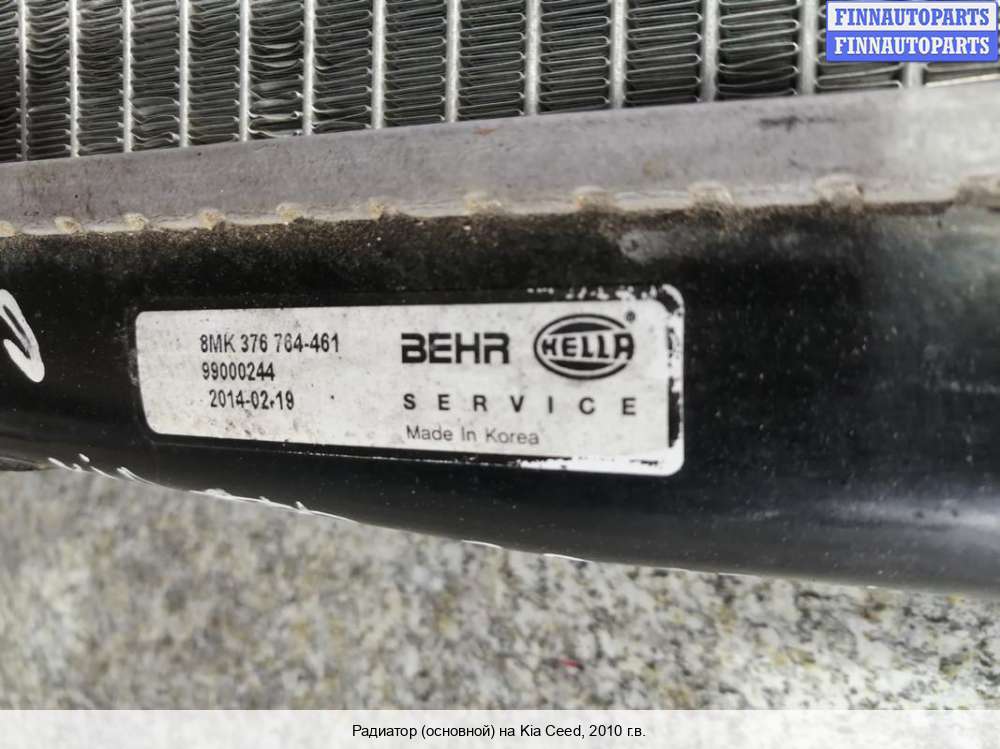 FINNAUTOPARTS
FINNAUTOPARTS
8MK 376 764-461
99000244
2014-02-19
BEHR HELLA ®
SERVICE
Made In Korea
Радиатор (основной) на Kia Ceed, 2010 г.в.